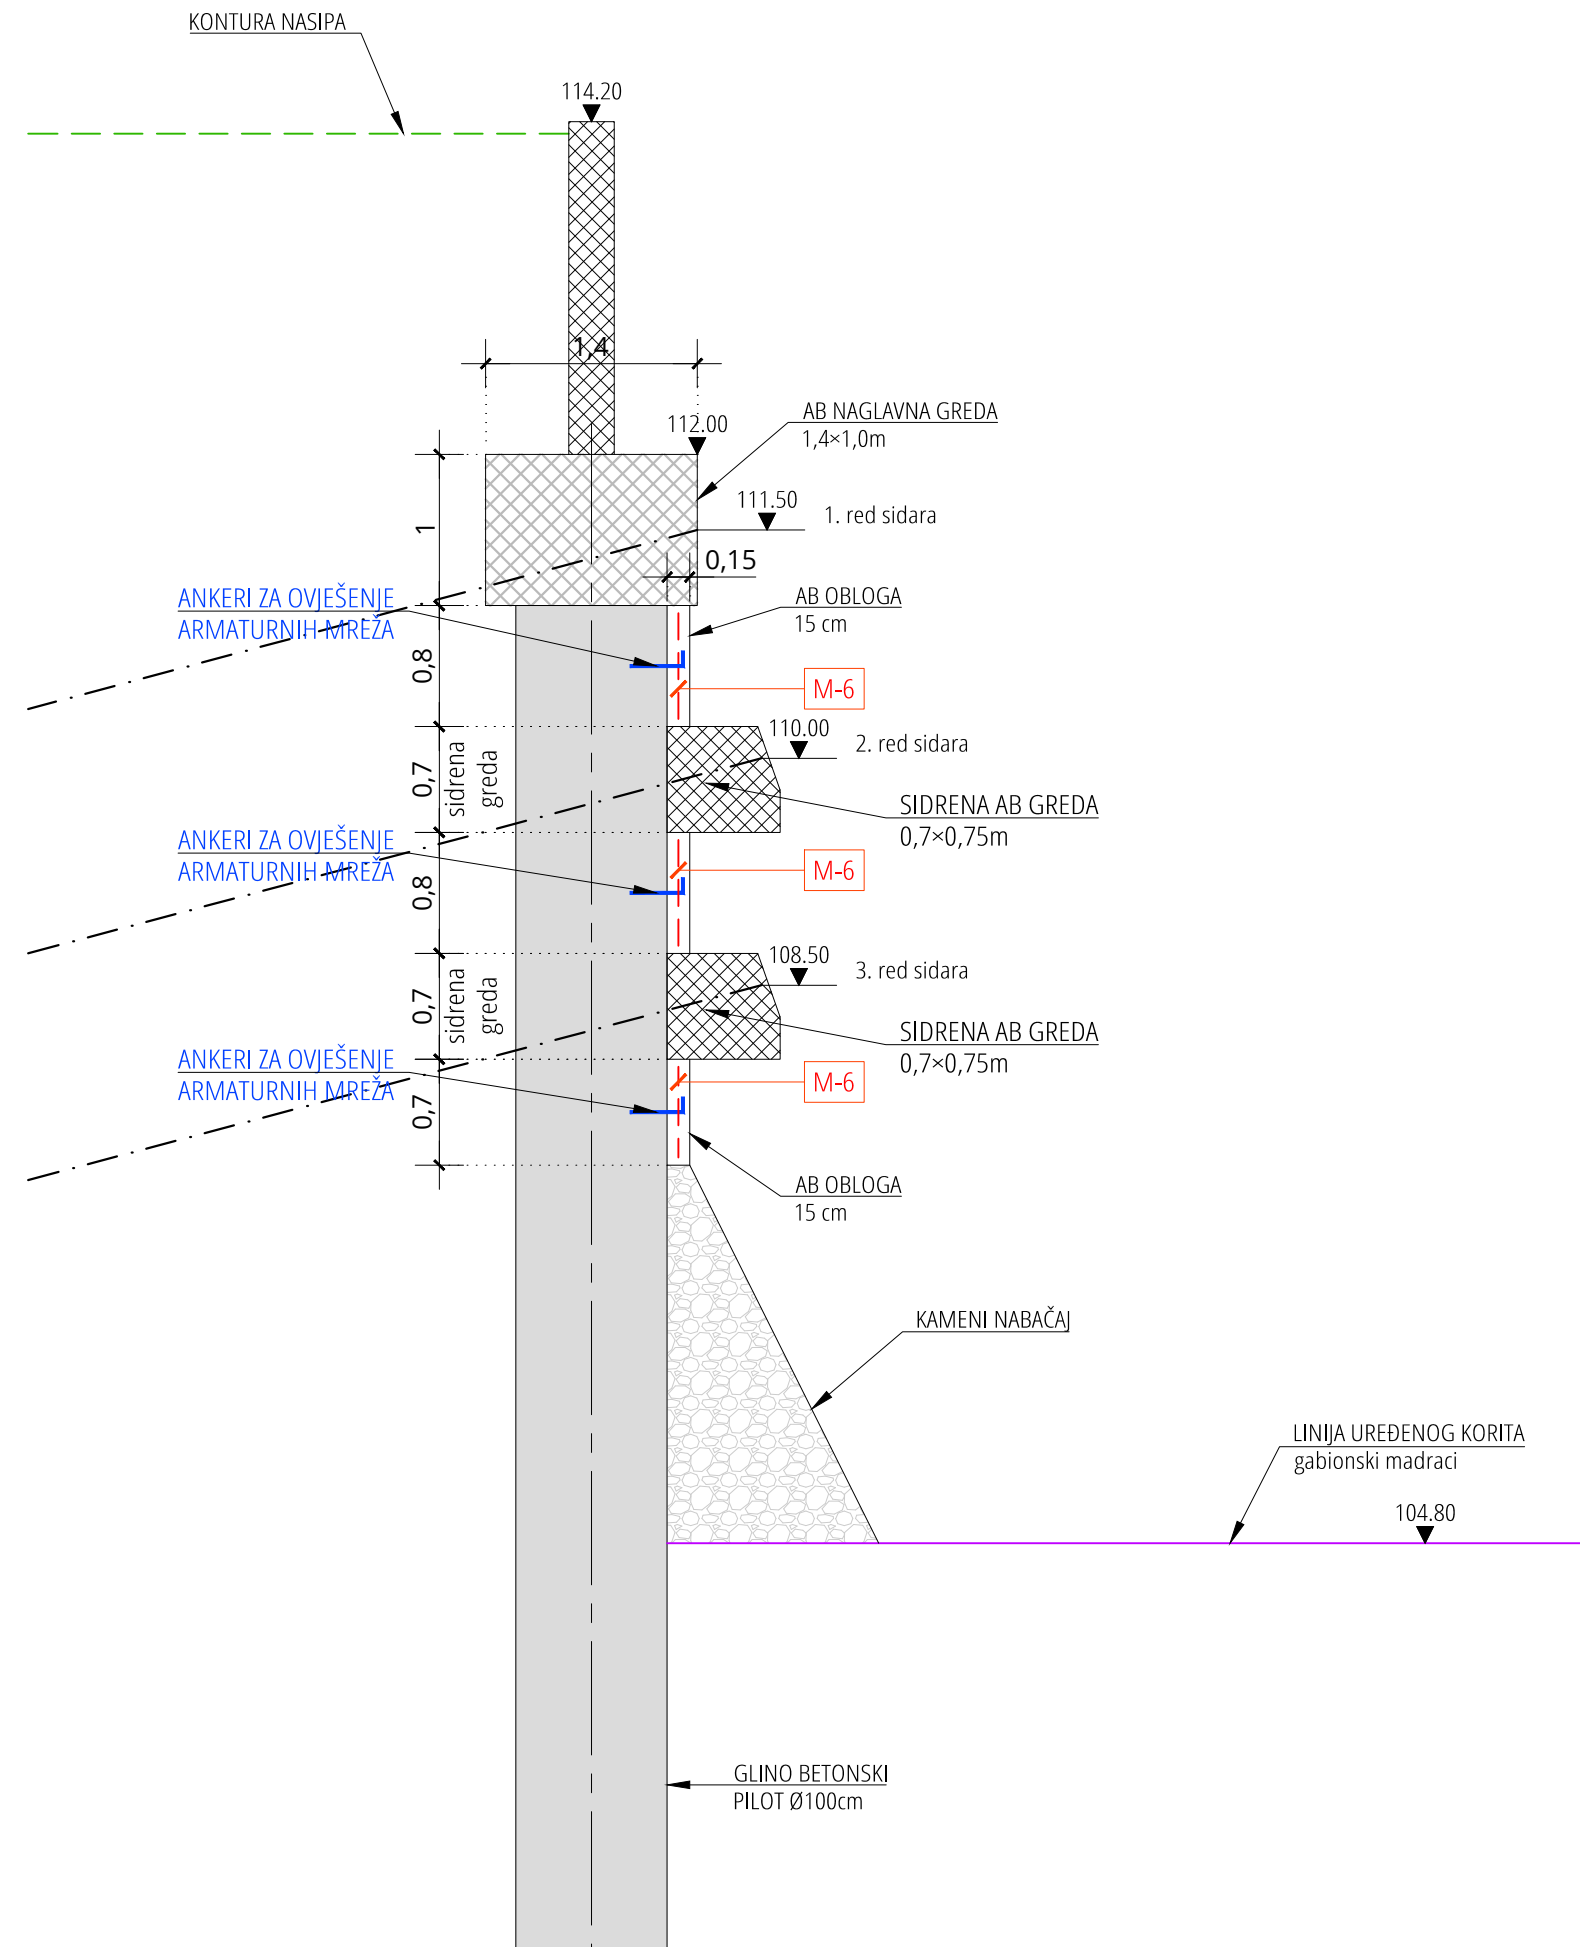 KONTURA NASIPA
114.20
1,4
112.00
AB NAGLAVNA GREDA
1,4×1,0m
111.50
1. red sidara
1
0,15
ANKERI ZA OVJEŠENJE
ARMATURNIH MREŽA
AB OBLOGA
15 cm
0,8
M-6
110.00
2. red sidara
0,7
sidrena
greda
SIDRENA AB GREDA
0,7×0,75m
ANKERI ZA OVJEŠENJE
ARMATURNIH MREŽA
0,8
M-6
108.50
3. red sidara
0,7
sidrena
greda
SIDRENA AB GREDA
0,7×0,75m
ANKERI ZA OVJEŠENJE
ARMATURNIH MREŽA
0,7
M-6
AB OBLOGA
15 cm
KAMENI NABAČAJ
LINIJA UREĐENOG KORITA
gabionski madraci
104.80
GLINO BETONSKI
PILOT Ø100cm